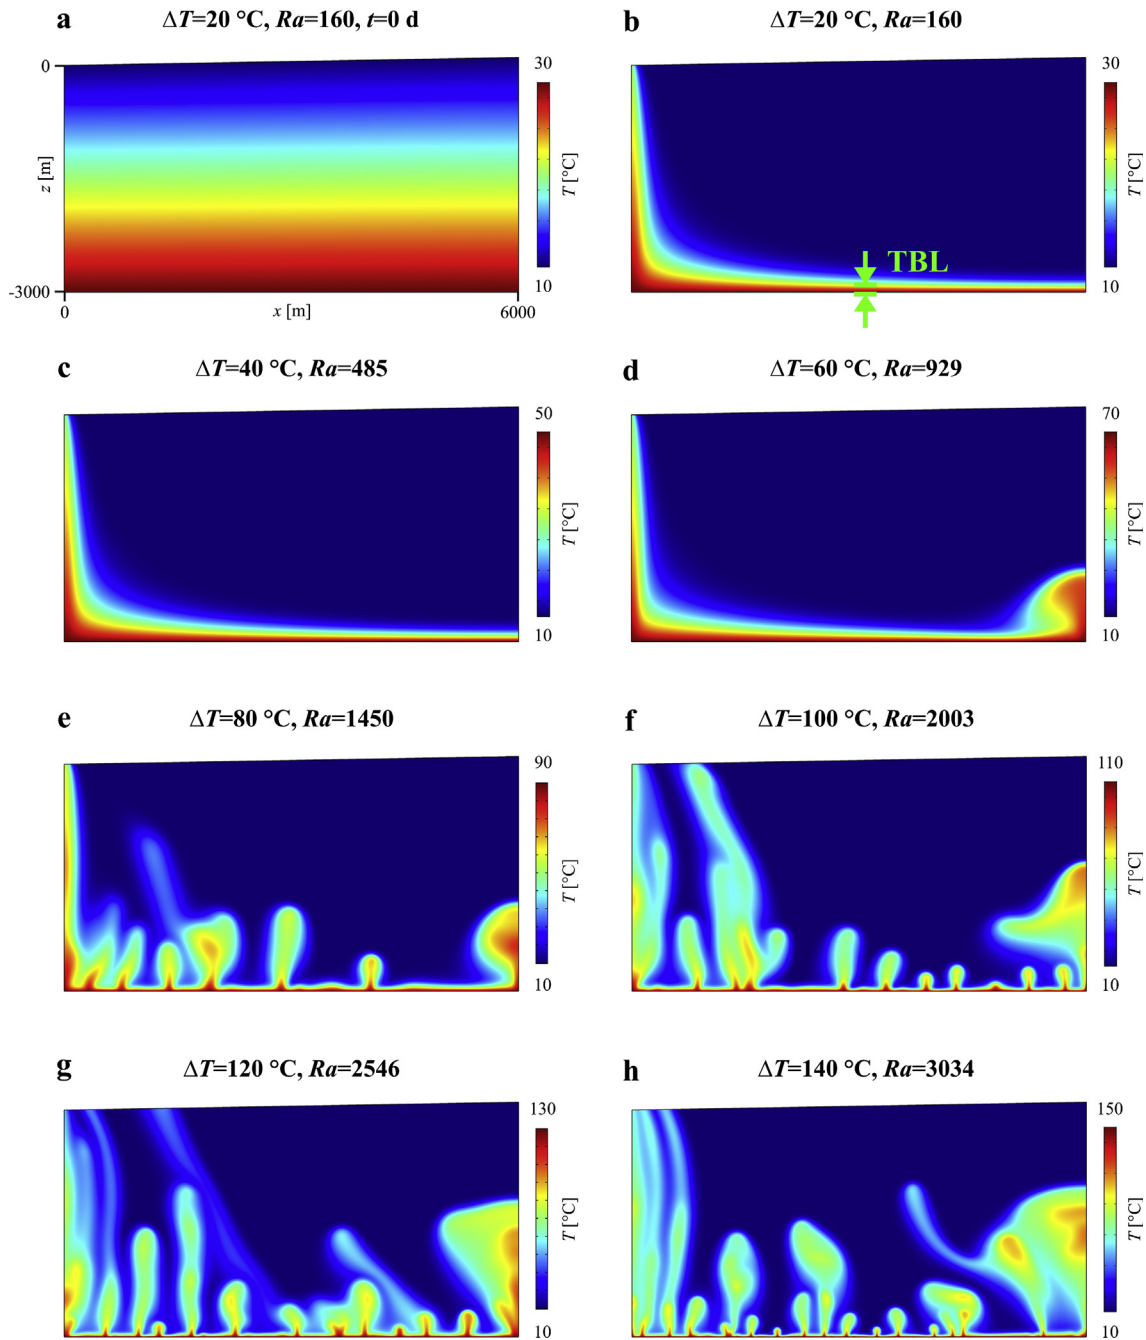 a ΔT=20 °C, Ra=160, t=0 d
0
z [m]
-3000
0 x [m] 6000
30
T [°C]
10
b ΔT=20 °C, Ra=160
TBL
30
T [°C]
10
c ΔT=40 °C, Ra=485
50
T [°C]
10
d ΔT=60 °C, Ra=929
70
T [°C]
10
e ΔT=80 °C, Ra=1450
90
T [°C]
10
f ΔT=100 °C, Ra=2003
110
T [°C]
10
g ΔT=120 °C, Ra=2546
130
T [°C]
10
h ΔT=140 °C, Ra=3034
150
T [°C]
10